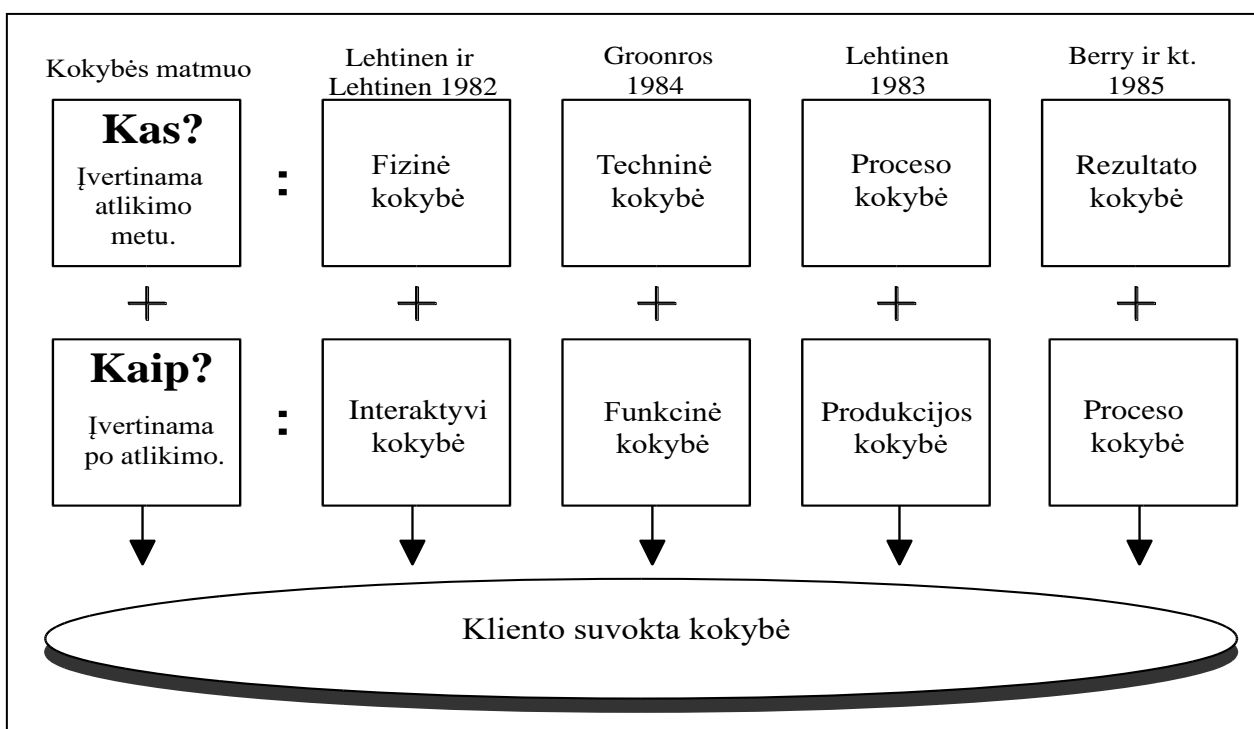 Kokybės matmuo
Lehtinen ir
Lehtinen 1982
Groonros
1984
Lehtinen
1983
Berry ir kt.
1985
Kas?
Įvertinama
atlikimo
metu.
:
Fizinė
kokybė
Techninė
kokybė
Proceso
kokybė
Rezultato
kokybė
+
+
+
+
+
Kaip?
Įvertinama
po atlikimo.
:
Interaktyvi
kokybė
Funkcinė
kokybė
Produkcijos
kokybė
Proceso
kokybė
Kliento suvokta kokybė